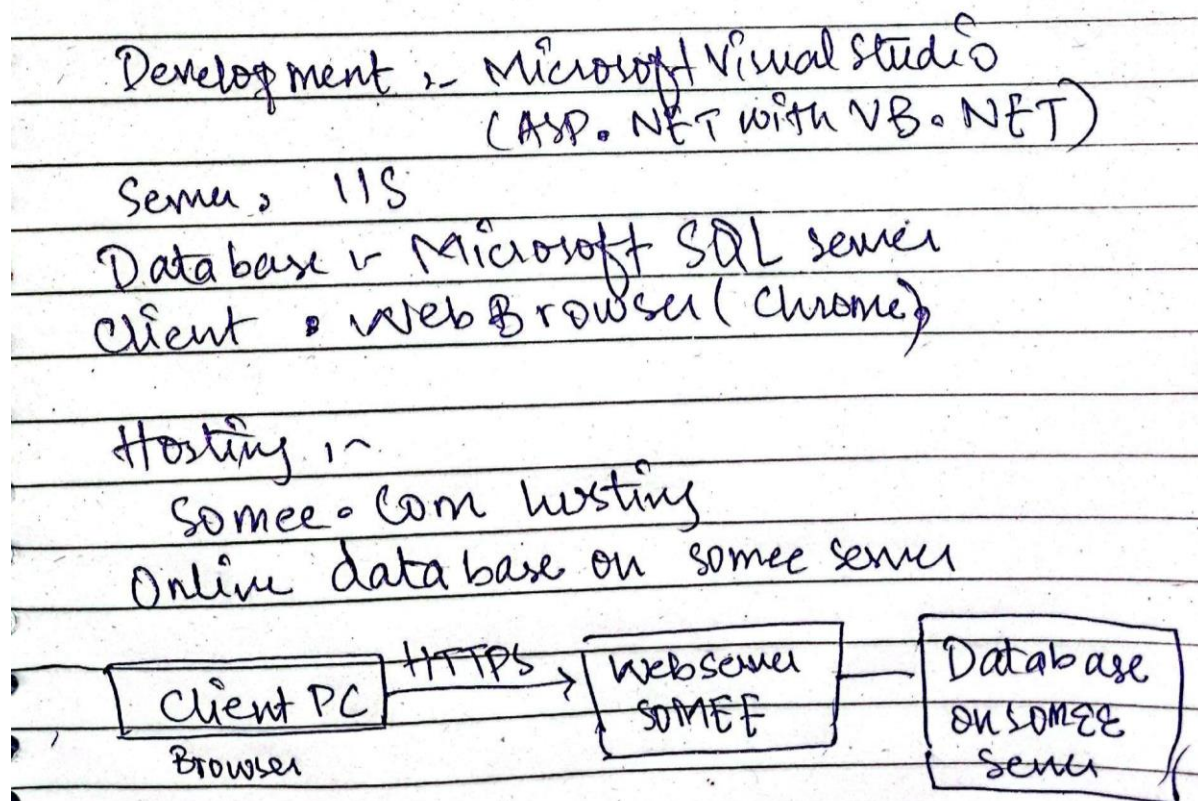 Development :- Microsoft Visual Studio
(ASP.NET with VB.NET)
Server : IIS
Database :- Microsoft SQL server
Client : Web Browser (Chrome)
Hosting :-
Somee.com hosting
Online database on somee server
Client PC
Browser
HTTPS
Webserver
SOMEE
Database
on SOMEE
Server